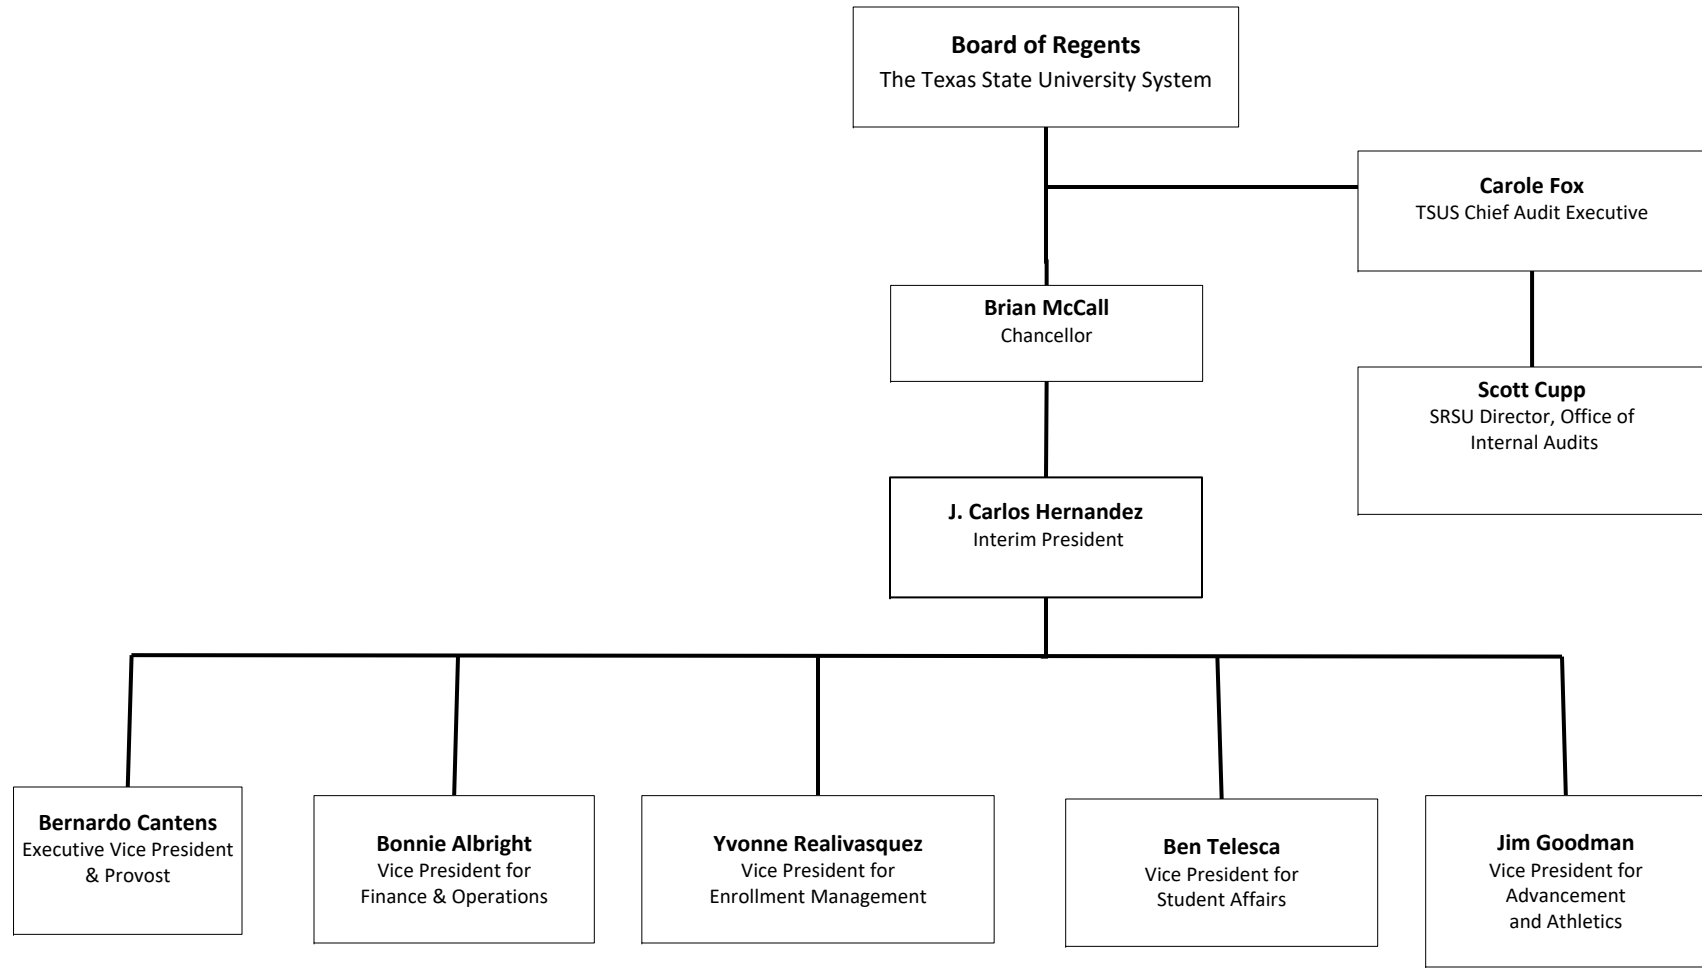 Board of Regents
The Texas State University System
Carole Fox
TSUS Chief Audit Executive
Brian McCall
Chancellor
Scott Cupp
SRSU Director, Office of
Internal Audits
J. Carlos Hernandez
Interim President
Bernardo Cantens
Executive Vice President
& Provost
Bonnie Albright
Vice President for
Finance & Operations
Yvonne Realivasquez
Vice President for
Enrollment Management
Ben Telesca
Vice President for
Student Affairs
Jim Goodman
Vice President for
Advancement
and Athletics